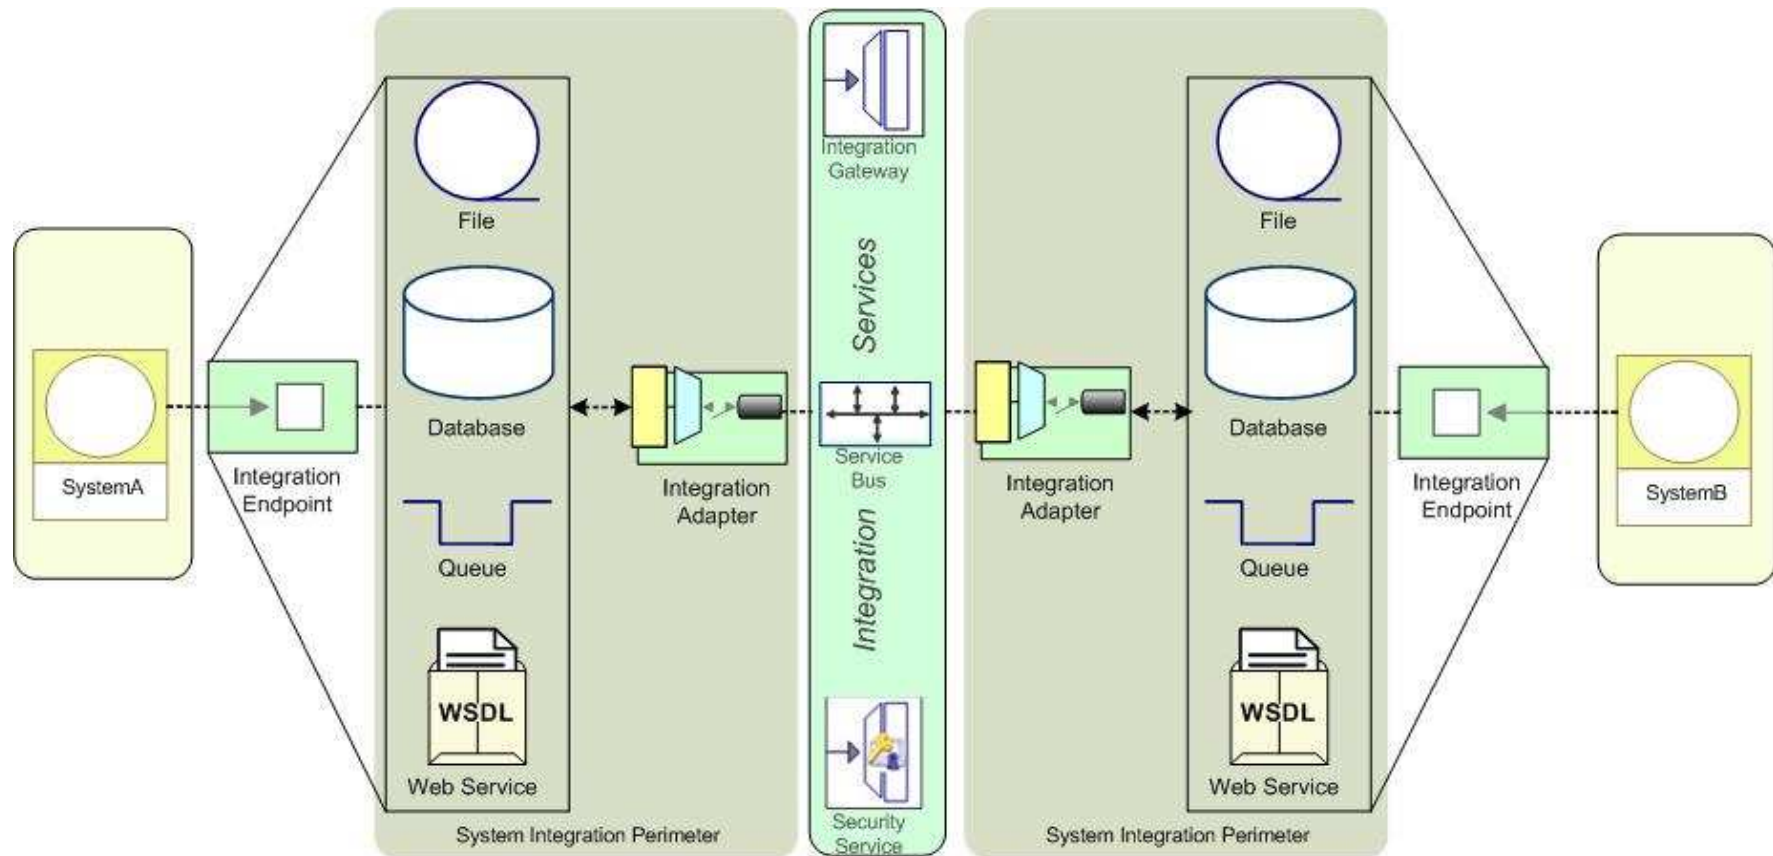 SystemA
Integration
Endpoint
File
Database
Queue
WSDL
Web Service
Integration
Adapter
System Integration Perimeter
Integration
Gateway
Integration Services
Service
Bus
Security
Service
Integration
Adapter
File
Database
Queue
WSDL
Web Service
System Integration Perimeter
Integration
Endpoint
SystemB